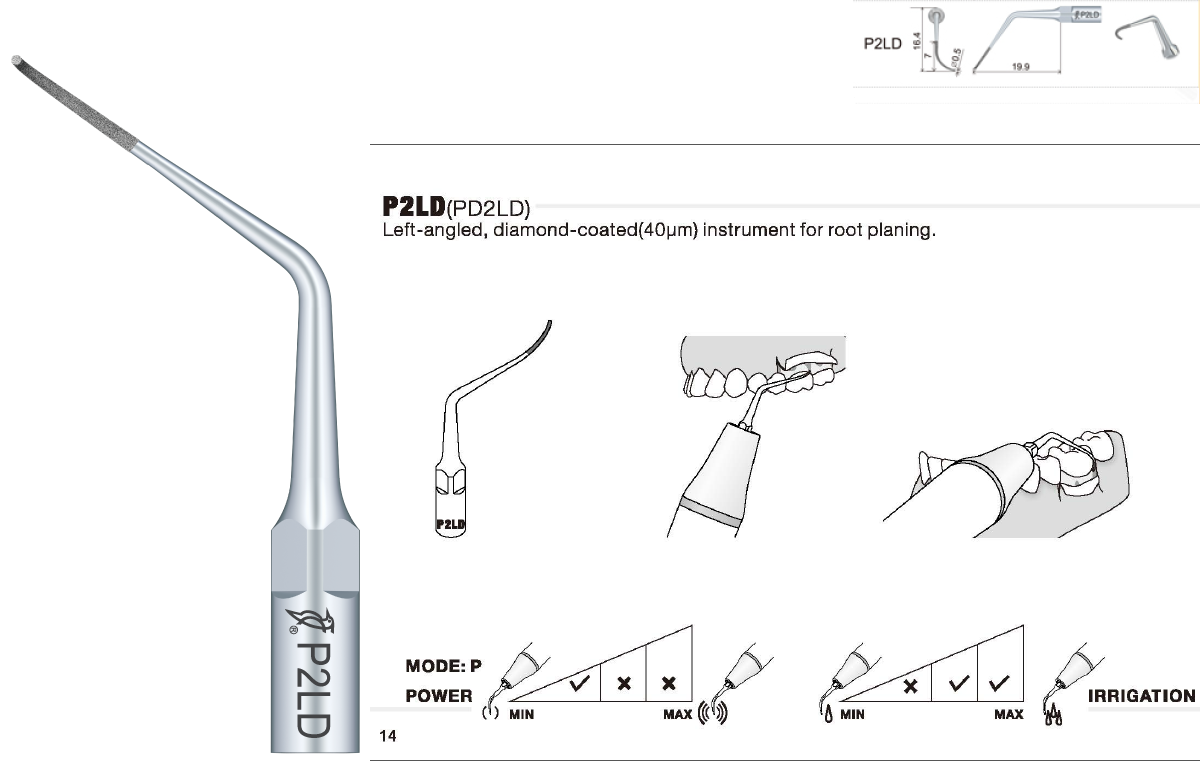 P2LD
16.4
7
Ø0.5
P2LD
19.9
P2LD(PD2LD)
Left-angled, diamond-coated(40μm) instrument for root planing.
P2LD
® P2LD
MODE: P
POWER
MIN
MAX
MIN
MAX
IRRIGATION
14